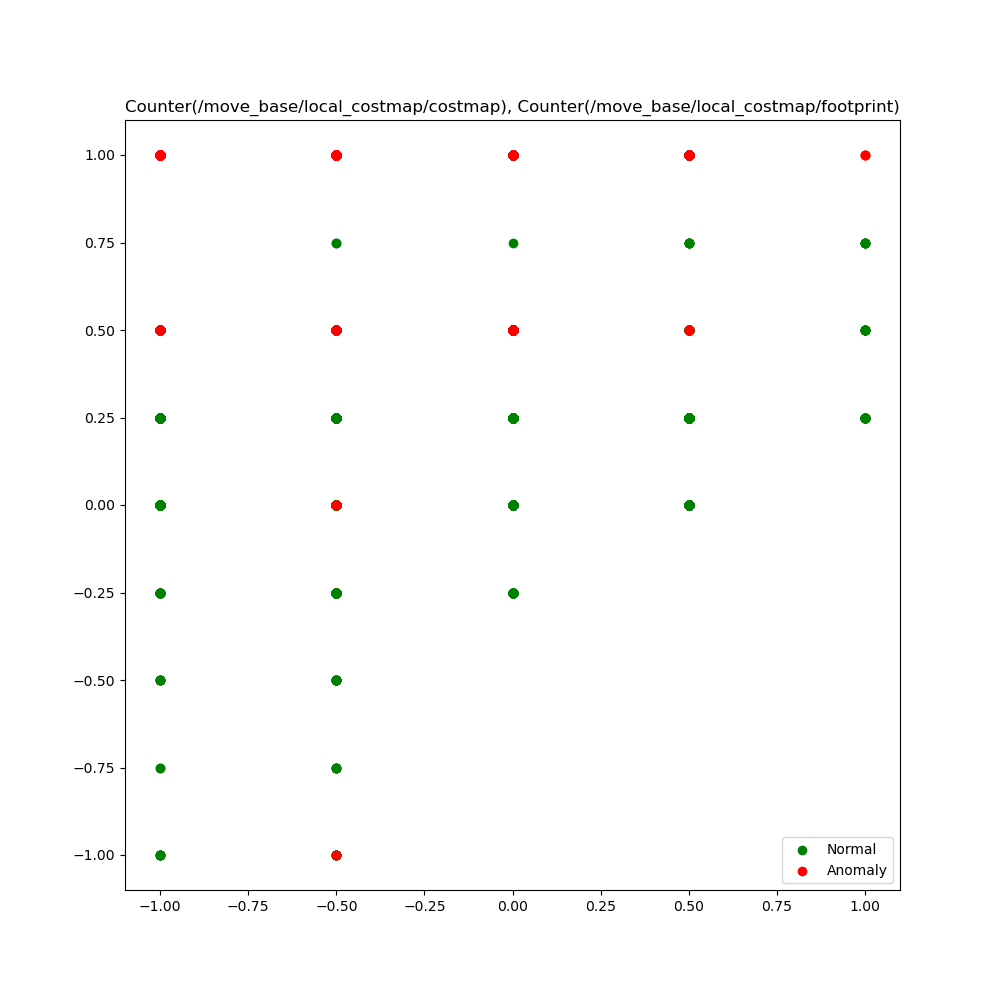 Counter(/move_base/local_costmap/costmap), Counter(/move_base/local_costmap/footprint)
1.00
0.75
0.50
0.25
0.00
−0.25
−0.50
−0.75
−1.00
−1.00 −0.75 −0.50 −0.25 0.00 0.25 0.50 0.75 1.00
Normal
Anomaly